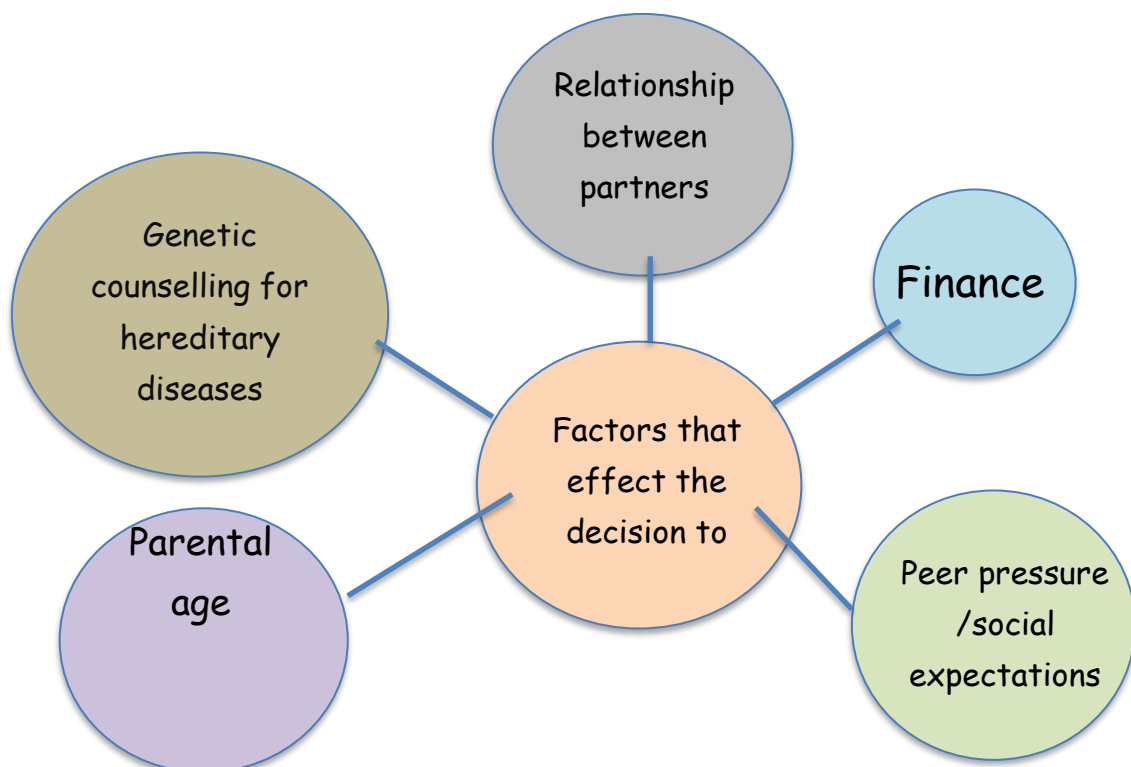 Relationship
between
partners
Genetic
counselling for
hereditary
diseases
Finance
Factors that
effect the
decision to
Parental
age
Peer pressure
/social
expectations